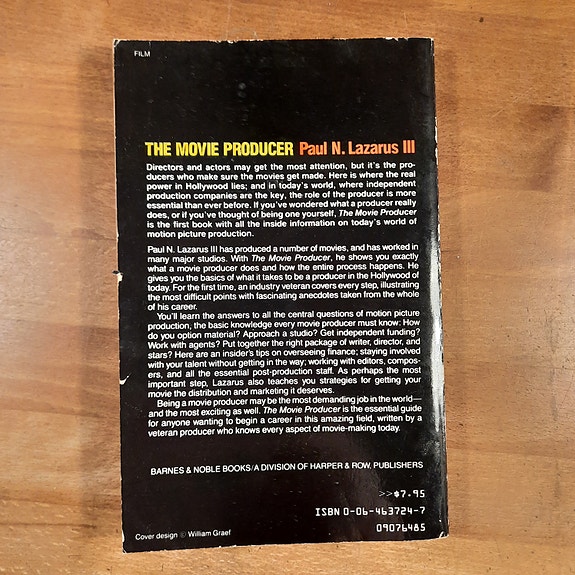 FILM
THE MOVIE PRODUCER Paul N. Lazarus III
Directors and actors may get the most attention, but it's the pro-
ducers who make sure the movies get made. Here is where the real
power in Hollywood lies; and in today's world, where independent
production companies are the key, the role of the producer is more
essential than ever before. If you've wondered what a producer really
does, or if you've thought of being one yourself, The Movie Producer
is the first book with all the inside information on today's world of
motion picture production.
Paul N. Lazarus III has produced a number of movies, and has worked in
many major studios. With The Movie Producer, he shows you exactly
what a movie producer does and how the entire process happens. He
gives you the basics of what it takes to be a producer in the Hollywood of
today. For the first time, an industry veteran covers every step, illustrating
the most difficult points with fascinating anecdotes taken from the whole
of his career.
You'll learn the answers to all the central questions of motion picture
production, the basic knowledge every movie producer must know: How
do you option material? Approach a studio? Get independent funding?
Work with agents? Put together the right package of writer, director, and
stars? Here are an insider's tips on overseeing finance; staying involved
with your talent without getting in the way; working with editors, compos-
ers, and all the essential post-production staff. As perhaps the most
important step, Lazarus also teaches you strategies for getting your
movie the distribution and marketing it deserves.
Being a movie producer may be the most demanding job in the world—
and the most exciting as well. The Movie Producer is the essential guide
for anyone wanting to begin a career in this amazing field, written by a
veteran producer who knows every aspect of movie-making today.
BARNES & NOBLE BOOKS/A DIVISION OF HARPER & ROW, PUBLISHERS
>>$7.95
ISBN 0-06-463724-7
09076485
Cover design © William Graef